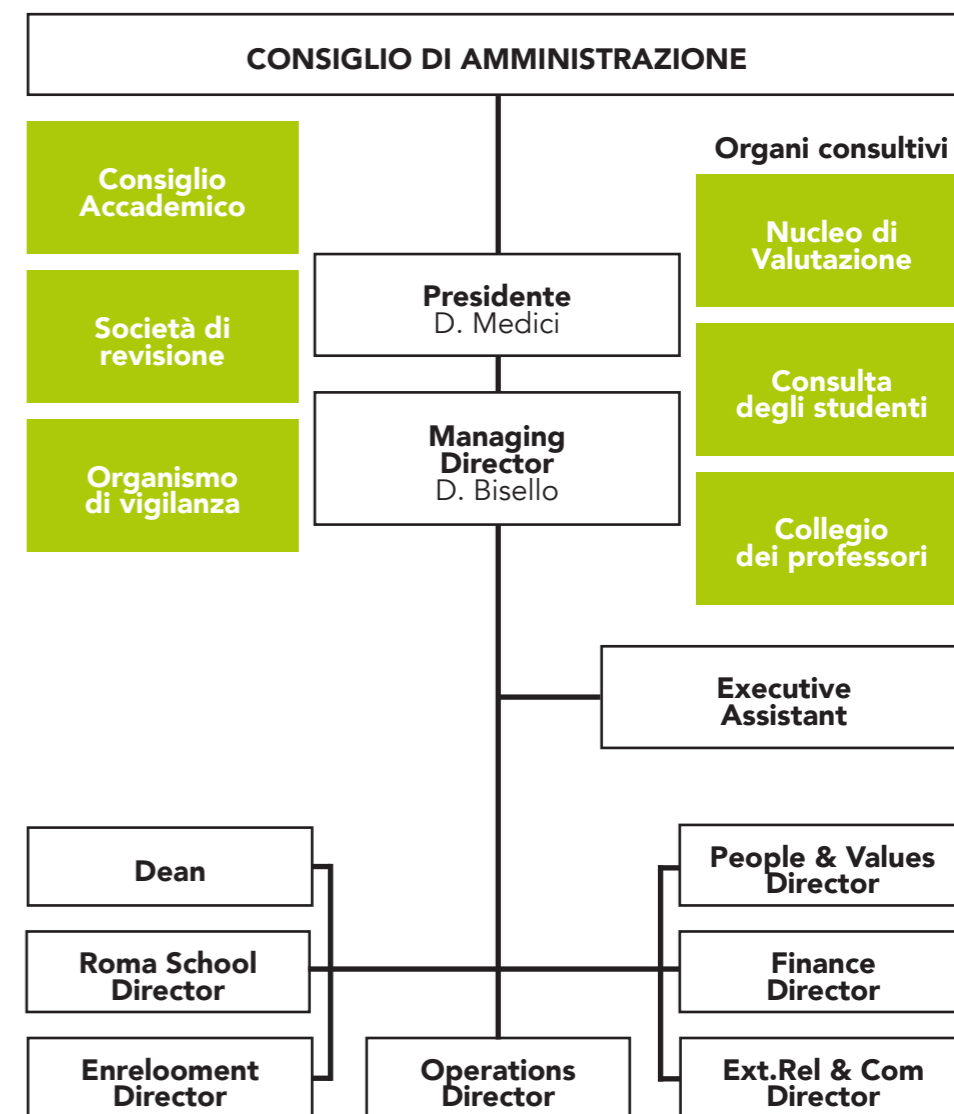 CONSIGLIO DI AMMINISTRAZIONE
Consiglio
Accademico
Società di
revisione
Organismo
di vigilanza
Presidente
D. Medici
Managing
Director
D. Bisello
Organi consultivi
Nucleo di
Valutazione
Consulta
degli studenti
Collegio
dei professori
Executive
Assistant
Dean
Roma School
Director
Enrelooment
Director
Operations
Director
People & Values
Director
Finance
Director
Ext.Rel & Com
Director